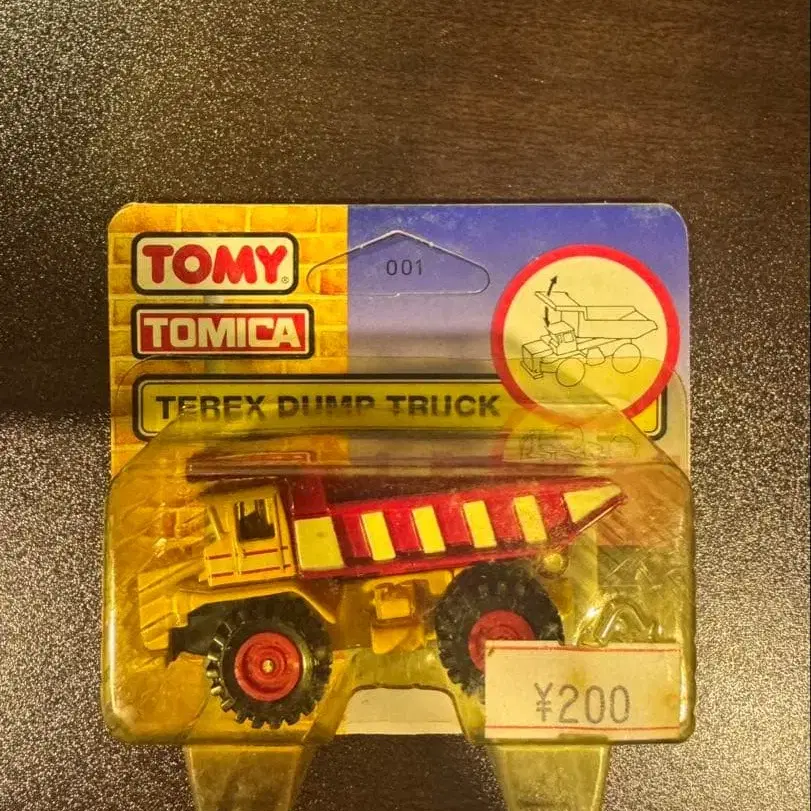 TOMY®
001
TOMICA
TEREX DUMP TRUCK
¥200